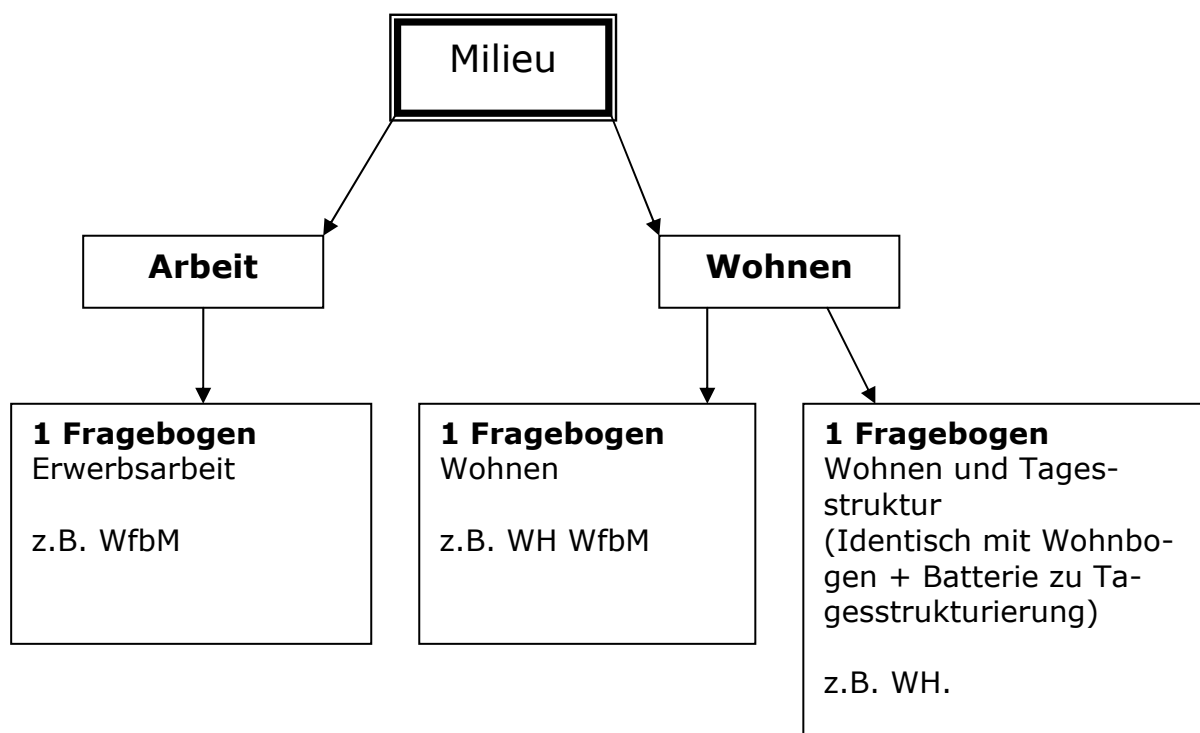 Milieu
Arbeit
Wohnen
1 Fragebogen
Erwerbsarbeit
z.B. WfbM
1 Fragebogen
Wohnen
z.B. WH WfbM
1 Fragebogen
Wohnen und Tages-
struktur
(Identisch mit Wohnbo-
gen + Batterie zu Ta-
gesstrukturierung)
z.B. WH.